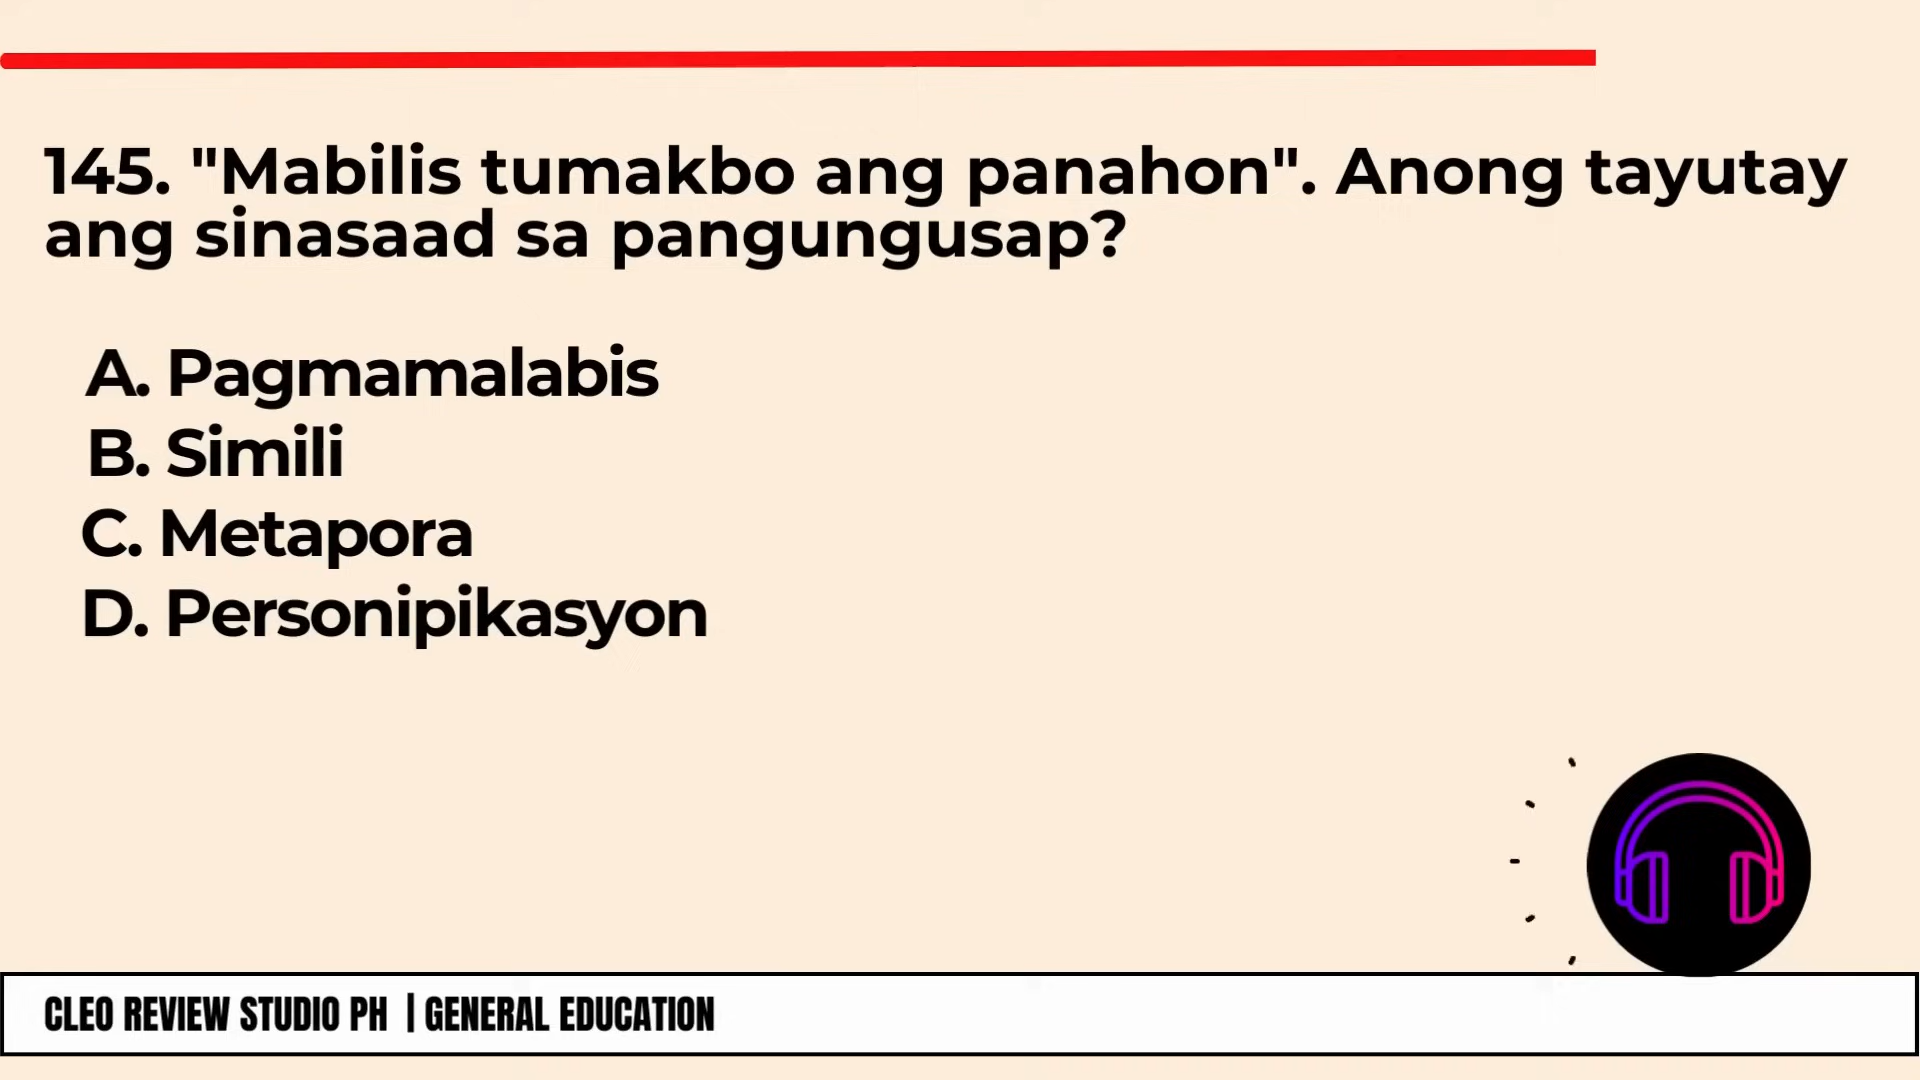 145. "Mabilis tumakbo ang panahon". Anong tayutay
ang sinasaad sa pangungusap?
A. Pagmamalabis
B. Simili
C. Metapora
D. Personipikasyon
CLEO REVIEW STUDIO PH | GENERAL EDUCATION